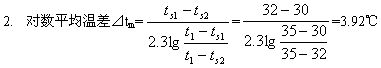 2. 对数平均温差⊿tm= (ts1－ts2)/(2.3lg (t1－ts1)/(t1－ts2)) = (32－30)/(2.3lg (35－30)/(35－32)) =3.92℃